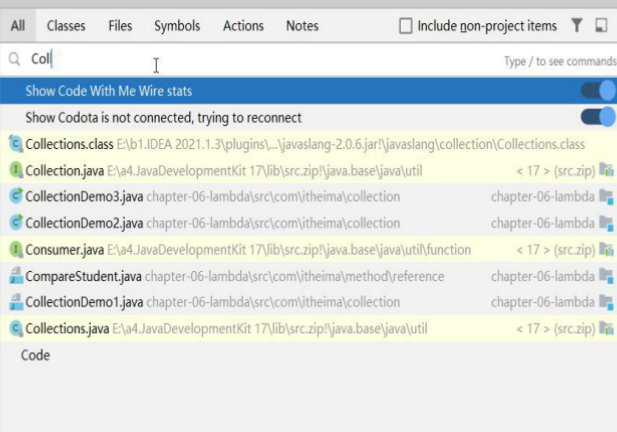 All Classes Files Symbols Actions Notes Include non-project items
Col Type / to see commands
Show Code With Me Wire stats
Show Codota is not connected, trying to reconnect
Collections.class E:\b1.IDEA 2021.1.3\plugins\...\javaslang-2.0.6.jar!\javaslang\collection\Collections.class
Collection.java E:\a4.JavaDevelopmentKit 17\lib\src.zip!\java.base\java\util < 17 > (src.zip)
CollectionDemo3.java chapter-06-lambda\src\com\itheima\collection chapter-06-lambda
CollectionDemo2.java chapter-06-lambda\src\com\itheima\collection chapter-06-lambda
Consumer.java E:\a4.JavaDevelopmentKit 17\lib\src.zip!\java.base\java\util\function < 17 > (src.zip)
CompareStudent.java chapter-06-lambda\src\com\itheima\method\reference chapter-06-lambda
CollectionDemo1.java chapter-06-lambda\src\com\itheima\collection chapter-06-lambda
Collections.java E:\a4.JavaDevelopmentKit 17\lib\src.zip!\java.base\java\util < 17 > (src.zip)
Code